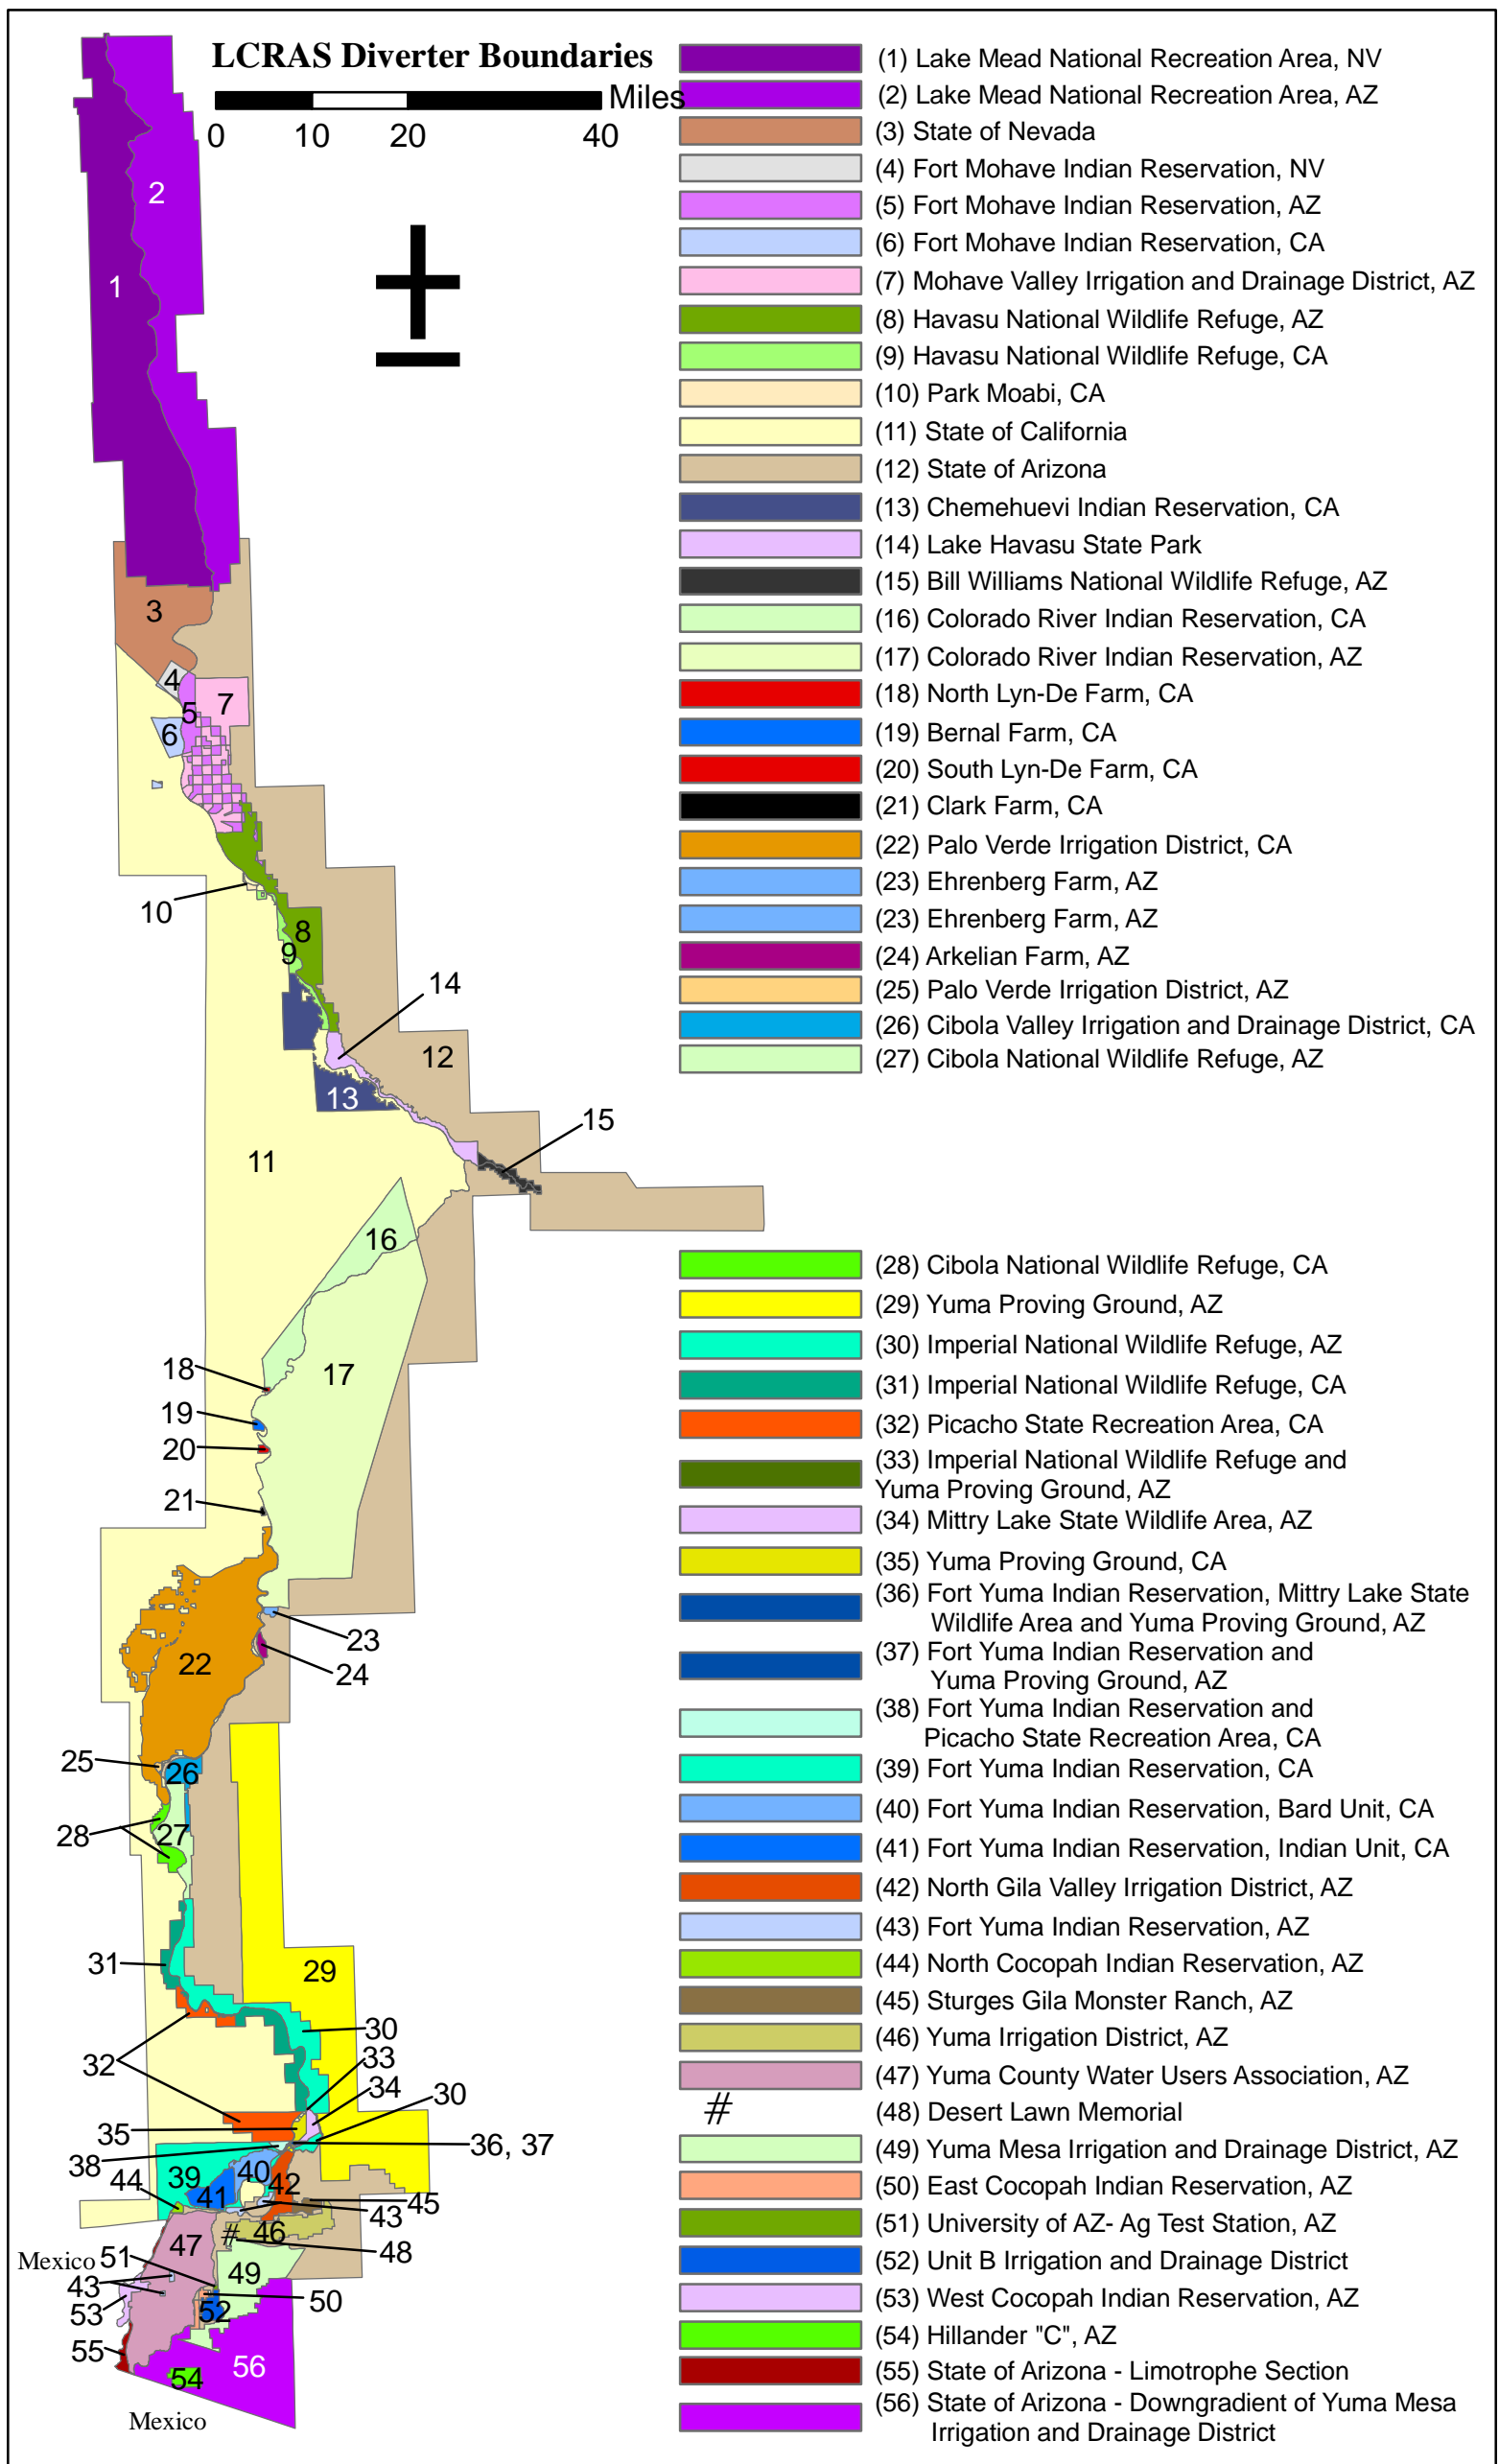 LCRAS Diverter Boundaries
Miles
0 10 20 40
(1) Lake Mead National Recreation Area, NV
(2) Lake Mead National Recreation Area, AZ
(3) State of Nevada
(4) Fort Mohave Indian Reservation, NV
(5) Fort Mohave Indian Reservation, AZ
(6) Fort Mohave Indian Reservation, CA
(7) Mohave Valley Irrigation and Drainage District, AZ
(8) Havasu National Wildlife Refuge, AZ
(9) Havasu National Wildlife Refuge, CA
(10) Park Moabi, CA
(11) State of California
(12) State of Arizona
(13) Chemehuevi Indian Reservation, CA
(14) Lake Havasu State Park
(15) Bill Williams National Wildlife Refuge, AZ
(16) Colorado River Indian Reservation, CA
(17) Colorado River Indian Reservation, AZ
(18) North Lyn-De Farm, CA
(19) Bernal Farm, CA
(20) South Lyn-De Farm, CA
(21) Clark Farm, CA
(22) Palo Verde Irrigation District, CA
(23) Ehrenberg Farm, AZ
(23) Ehrenberg Farm, AZ
(24) Arkelian Farm, AZ
(25) Palo Verde Irrigation District, AZ
(26) Cibola Valley Irrigation and Drainage District, CA
(27) Cibola National Wildlife Refuge, AZ
(28) Cibola National Wildlife Refuge, CA
(29) Yuma Proving Ground, AZ
(30) Imperial National Wildlife Refuge, AZ
(31) Imperial National Wildlife Refuge, CA
(32) Picacho State Recreation Area, CA
(33) Imperial National Wildlife Refuge and
Yuma Proving Ground, AZ
(34) Mittry Lake State Wildlife Area, AZ
(35) Yuma Proving Ground, CA
(36) Fort Yuma Indian Reservation, Mittry Lake State
Wildlife Area and Yuma Proving Ground, AZ
(37) Fort Yuma Indian Reservation and
Yuma Proving Ground, AZ
(38) Fort Yuma Indian Reservation and
Picacho State Recreation Area, CA
(39) Fort Yuma Indian Reservation, CA
(40) Fort Yuma Indian Reservation, Bard Unit, CA
(41) Fort Yuma Indian Reservation, Indian Unit, CA
(42) North Gila Valley Irrigation District, AZ
(43) Fort Yuma Indian Reservation, AZ
(44) North Cocopah Indian Reservation, AZ
(45) Sturges Gila Monster Ranch, AZ
(46) Yuma Irrigation District, AZ
(47) Yuma County Water Users Association, AZ
# (48) Desert Lawn Memorial
(49) Yuma Mesa Irrigation and Drainage District, AZ
(50) East Cocopah Indian Reservation, AZ
(51) University of AZ- Ag Test Station, AZ
(52) Unit B Irrigation and Drainage District
(53) West Cocopah Indian Reservation, AZ
(54) Hillander "C", AZ
(55) State of Arizona - Limotrophe Section
(56) State of Arizona - Downgradient of Yuma Mesa
Irrigation and Drainage District
2
1
3
4
5
7
6
10
8
9
14
12
13
15
11
16
17
18
19
20
21
22
23
24
25
26
28
27
31
29
30
32
33
34
30
35
36, 37
38
39
40
42
44
41
45
43
46
#
47
48
Mexico
51
49
43
50
53
52
55
56
54
Mexico